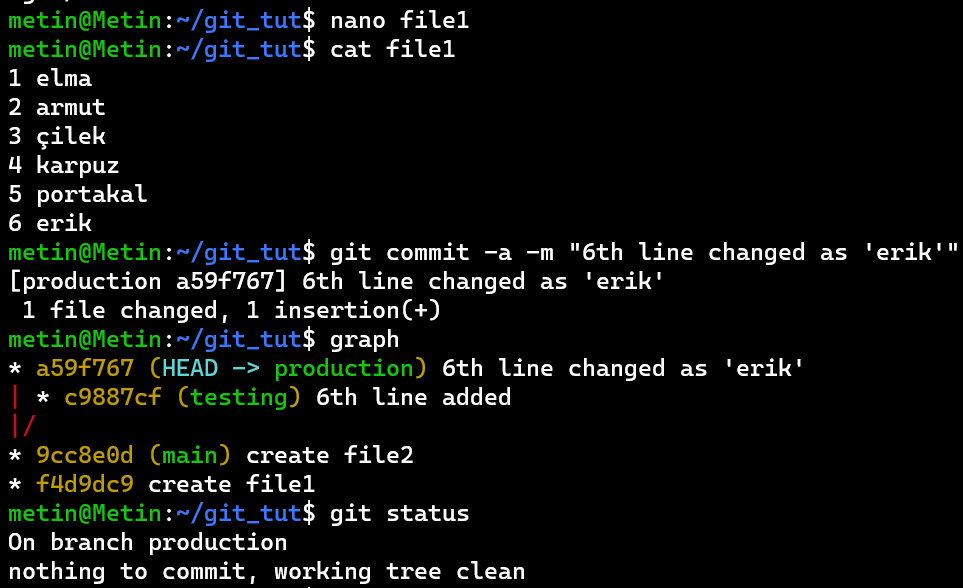 metin@Metin:~/git_tut$ nano file1
metin@Metin:~/git_tut$ cat file1
1 elma
2 armut
3 çilek
4 karpuz
5 portakal
6 erik
metin@Metin:~/git_tut$ git commit -a -m "6th line changed as 'erik'"
[production a59f767] 6th line changed as 'erik'
 1 file changed, 1 insertion(+)
metin@Metin:~/git_tut$ graph
* a59f767 (HEAD -> production) 6th line changed as 'erik'
| * c9887cf (testing) 6th line added
|/
* 9cc8e0d (main) create file2
* f4d9dc9 create file1
metin@Metin:~/git_tut$ git status
On branch production
nothing to commit, working tree clean